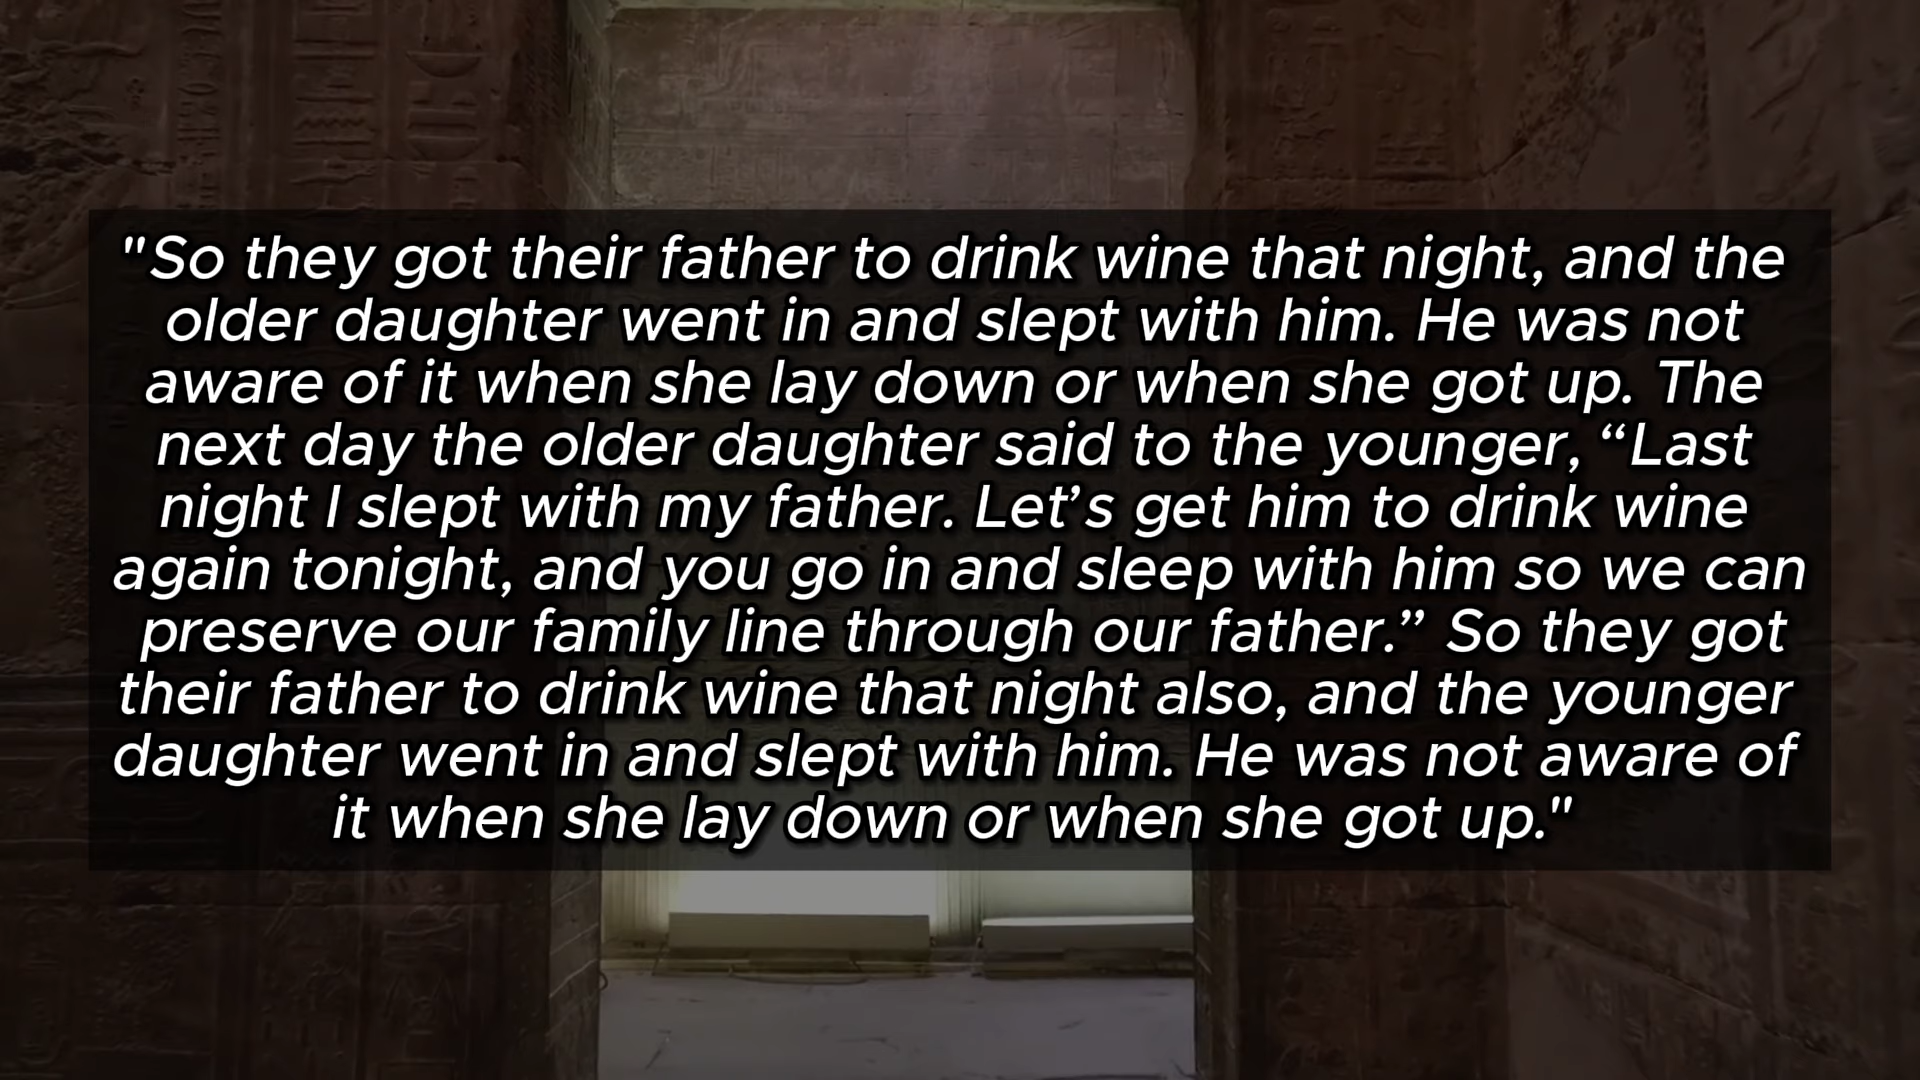 "So they got their father to drink wine that night, and the
older daughter went in and slept with him. He was not
aware of it when she lay down or when she got up. The
next day the older daughter said to the younger, “Last
night I slept with my father. Let’s get him to drink wine
again tonight, and you go in and sleep with him so we can
preserve our family line through our father.” So they got
their father to drink wine that night also, and the younger
daughter went in and slept with him. He was not aware of
it when she lay down or when she got up."